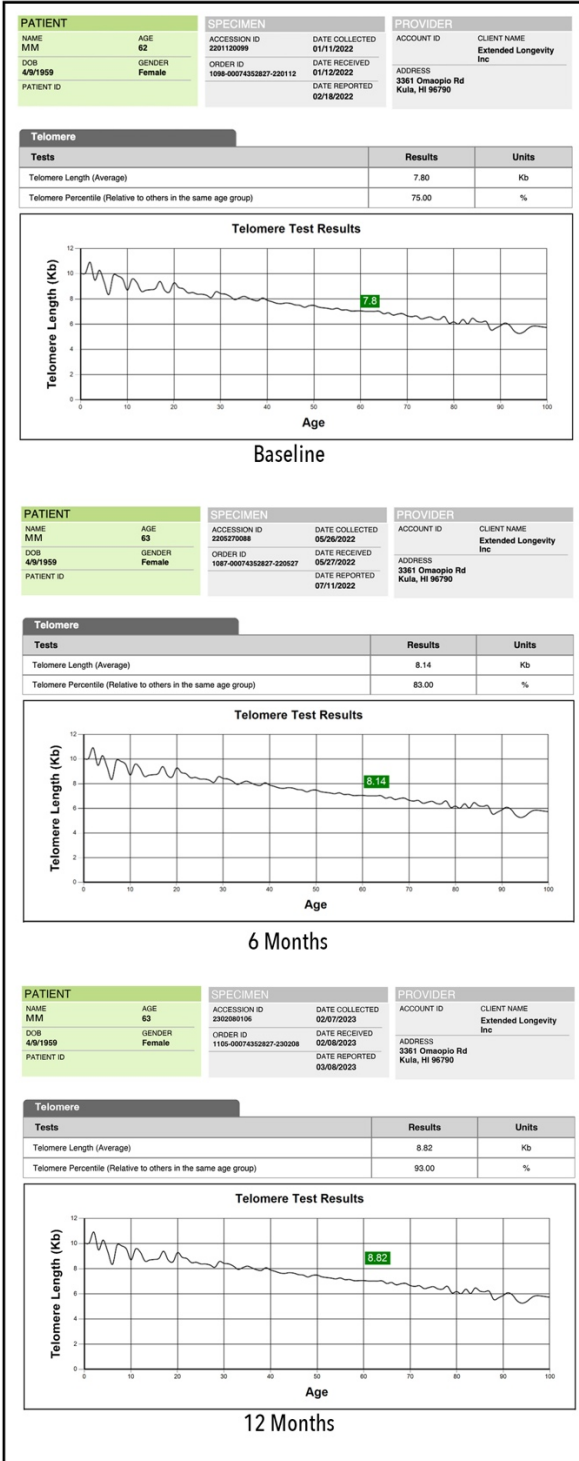 PATIENT
NAME AGE
MM 62
DOB GENDER
4/9/1959 Female
PATIENT ID
SPECIMEN
ACCESSION ID DATE COLLECTED
2201120099 01/11/2022
ORDER ID DATE RECEIVED
1098-00074352827-220112 01/12/2022
DATE REPORTED
02/18/2022
PROVIDER
ACCOUNT ID CLIENT NAME
Extended Longevity
Inc
ADDRESS
3361 Omaopio Rd
Kula, HI 96790
Telomere
Tests Results Units
Telomere Length (Average) 7.80 Kb
Telomere Percentile (Relative to others in the same age group) 75.00 %
Telomere Test Results
Telomere Length (Kb)
12
10
8
6
4
2
0
7.8
0 10 20 30 40 50 60 70 80 90 100
Age
Baseline
PATIENT
NAME AGE
MM 63
DOB GENDER
4/9/1959 Female
PATIENT ID
SPECIMEN
ACCESSION ID DATE COLLECTED
2205270088 05/26/2022
ORDER ID DATE RECEIVED
1087-00074352827-220527 05/27/2022
DATE REPORTED
07/11/2022
PROVIDER
ACCOUNT ID CLIENT NAME
Extended Longevity
Inc
ADDRESS
3361 Omaopio Rd
Kula, HI 96790
Telomere
Tests Results Units
Telomere Length (Average) 8.14 Kb
Telomere Percentile (Relative to others in the same age group) 83.00 %
Telomere Test Results
Telomere Length (Kb)
12
10
8
6
4
2
0
8.14
0 10 20 30 40 50 60 70 80 90 100
Age
6 Months
PATIENT
NAME AGE
MM 63
DOB GENDER
4/9/1959 Female
PATIENT ID
SPECIMEN
ACCESSION ID DATE COLLECTED
2302080106 02/07/2023
ORDER ID DATE RECEIVED
1105-00074352827-230208 02/08/2023
DATE REPORTED
03/08/2023
PROVIDER
ACCOUNT ID CLIENT NAME
Extended Longevity
Inc
ADDRESS
3361 Omaopio Rd
Kula, HI 96790
Telomere
Tests Results Units
Telomere Length (Average) 8.82 Kb
Telomere Percentile (Relative to others in the same age group) 93.00 %
Telomere Test Results
Telomere Length (Kb)
12
10
8
6
4
2
0
8.82
0 10 20 30 40 50 60 70 80 90 100
Age
12 Months